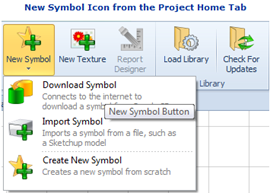 New Symbol Icon from the Project Home Tab
New Symbol
New Texture
Report Designer
Load Library
Check For Updates
Library
Download Symbol
Connects to the internet to
download a symbol
New Symbol Button
Import Symbol
Imports a symbol from a file, such as
a Sketchup model
Create New Symbol
Creates a new symbol from scratch